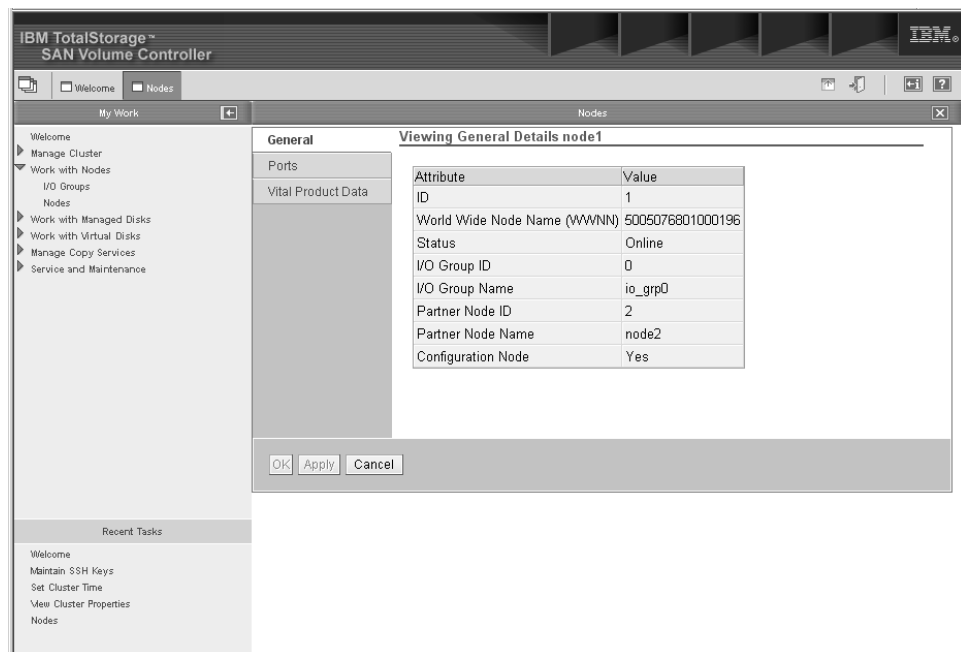 IBM TotalStorage™
SAN Volume Controller
IBM®
Welcome
Nodes
?
My Work
Nodes
Welcome
Manage Cluster
Work with Nodes
I/O Groups
Nodes
Work with Managed Disks
Work with Virtual Disks
Manage Copy Services
Service and Maintenance
Recent Tasks
Welcome
Maintain SSH Keys
Set Cluster Time
View Cluster Properties
Nodes
General
Ports
Vital Product Data
Viewing General Details node1
Attribute Value
ID 1
World Wide Node Name (WWNN) 5005076801000196
Status Online
I/O Group ID 0
I/O Group Name io_grp0
Partner Node ID 2
Partner Node Name node2
Configuration Node Yes
OK Apply Cancel